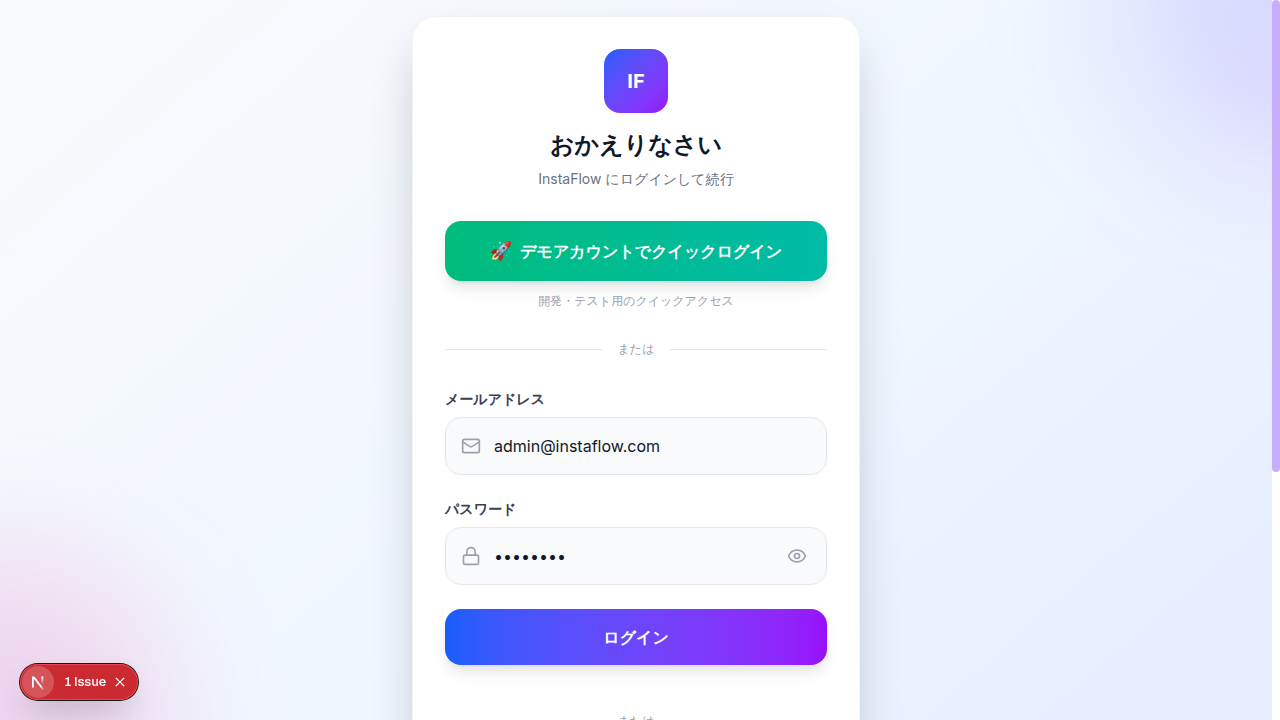 IF
おかえりなさい
InstaFlow にログインして続行
🚀 デモアカウントでクイックログイン
開発・テスト用のクイックアクセス
または
メールアドレス
admin@instaflow.com
パスワード
••••••••
ログイン
N 1 Issue
または